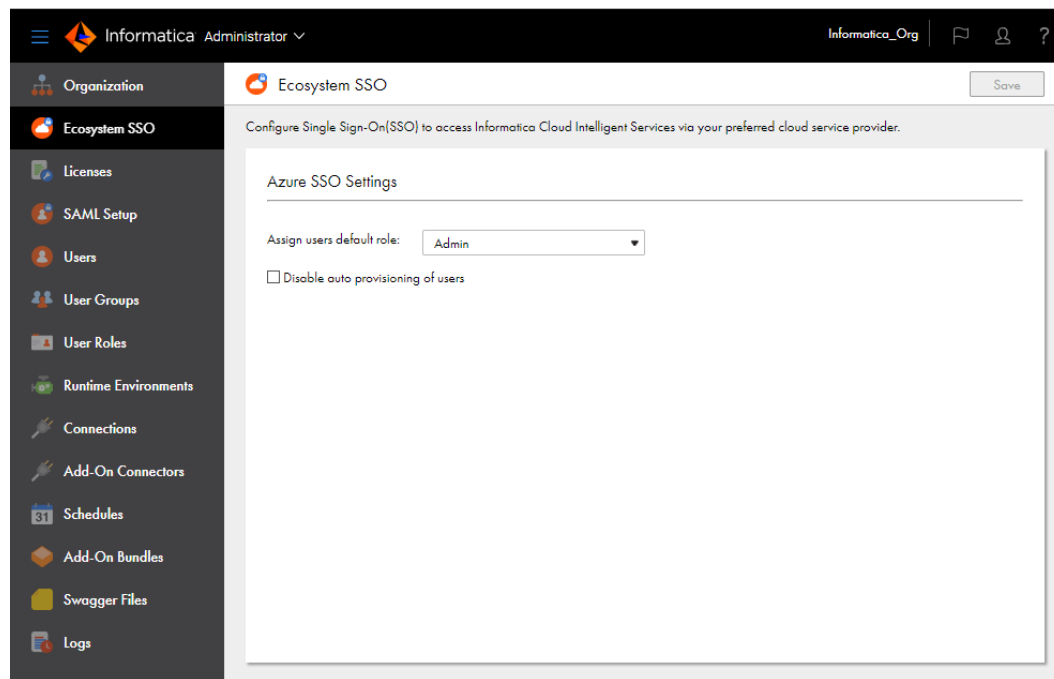 Informatica Administrator
Informatica_Org
?
Organization
Ecosystem SSO
Licenses
SAML Setup
Users
User Groups
User Roles
Runtime Environments
Connections
Add-On Connectors
31
Schedules
Add-On Bundles
Swagger Files
Logs
Ecosystem SSO
Save
Configure Single Sign-On(SSO) to access Informatica Cloud Intelligent Services via your preferred cloud service provider.
Azure SSO Settings
Assign users default role:
Admin
Disable auto provisioning of users